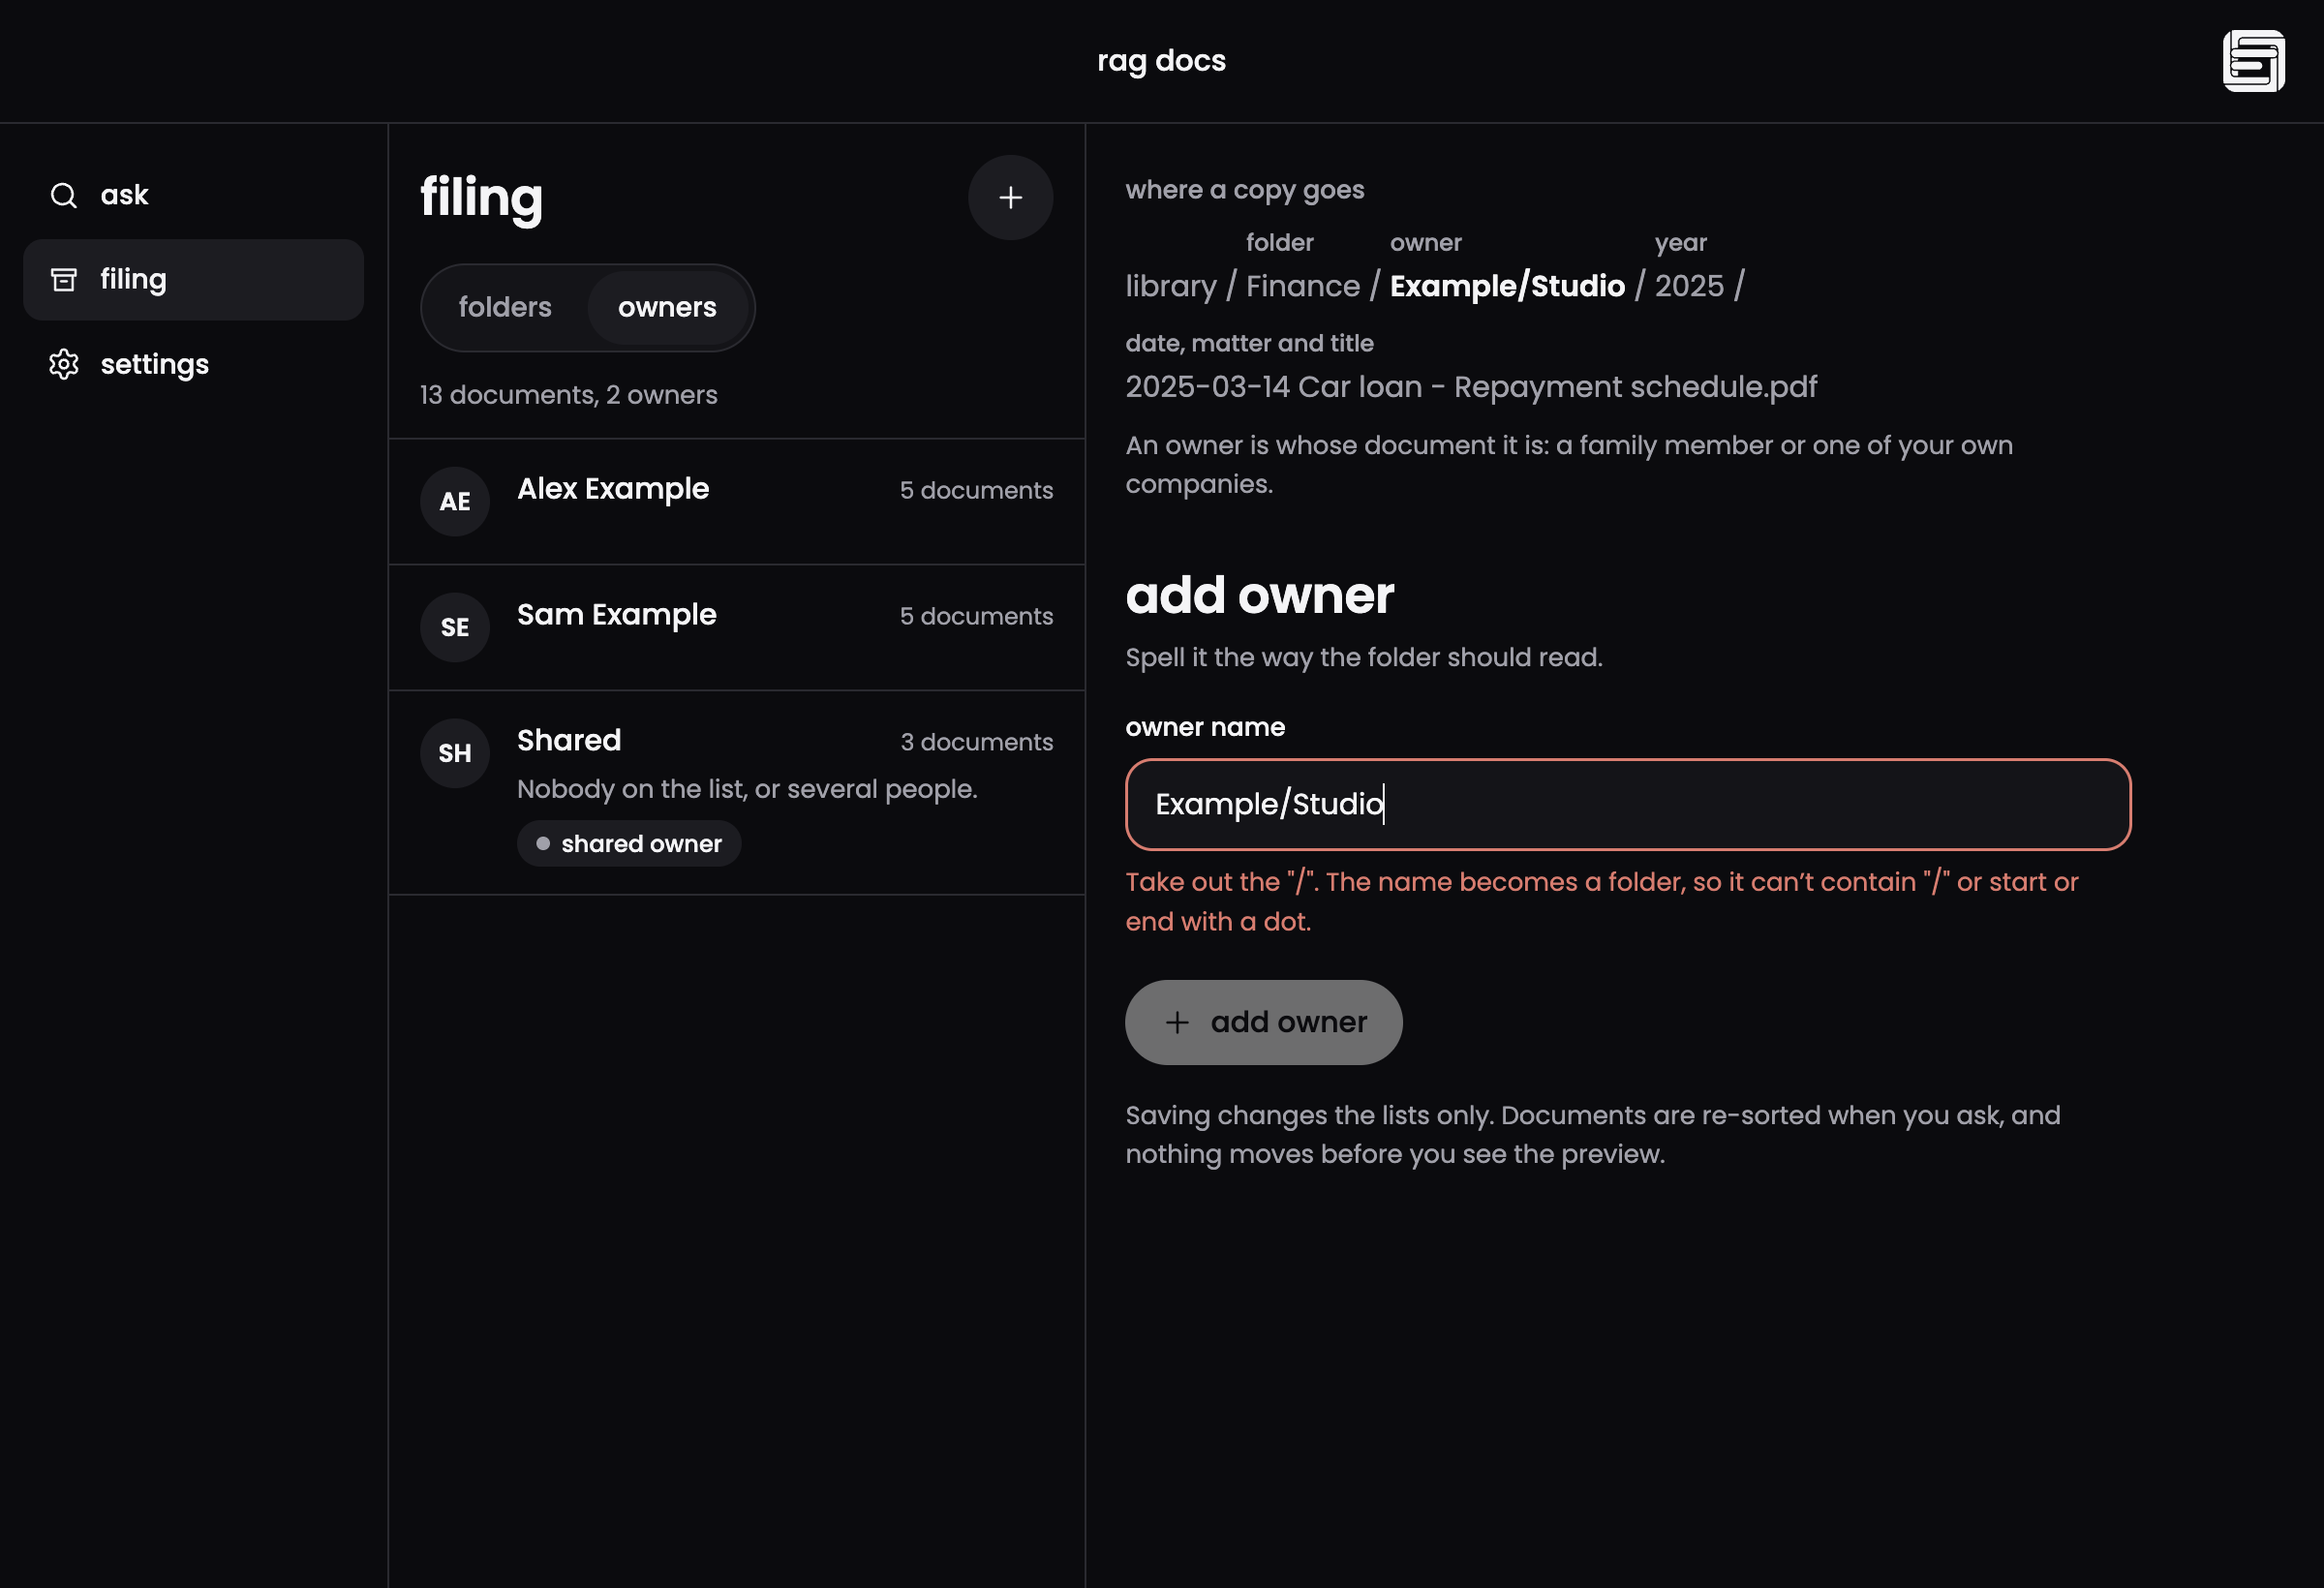 rag docs
ask
filing
settings
filing
folders owners
13 documents, 2 owners
AE Alex Example 5 documents
SE Sam Example 5 documents
SH Shared 3 documents
Nobody on the list, or several people.
shared owner
where a copy goes
folder owner year
library / Finance / Example/Studio / 2025 /
date, matter and title
2025-03-14 Car loan - Repayment schedule.pdf
An owner is whose document it is: a family member or one of your own
companies.
add owner
Spell it the way the folder should read.
owner name
Example/Studio
Take out the "/". The name becomes a folder, so it can’t contain "/" or start or
end with a dot.
add owner
Saving changes the lists only. Documents are re-sorted when you ask, and
nothing moves before you see the preview.